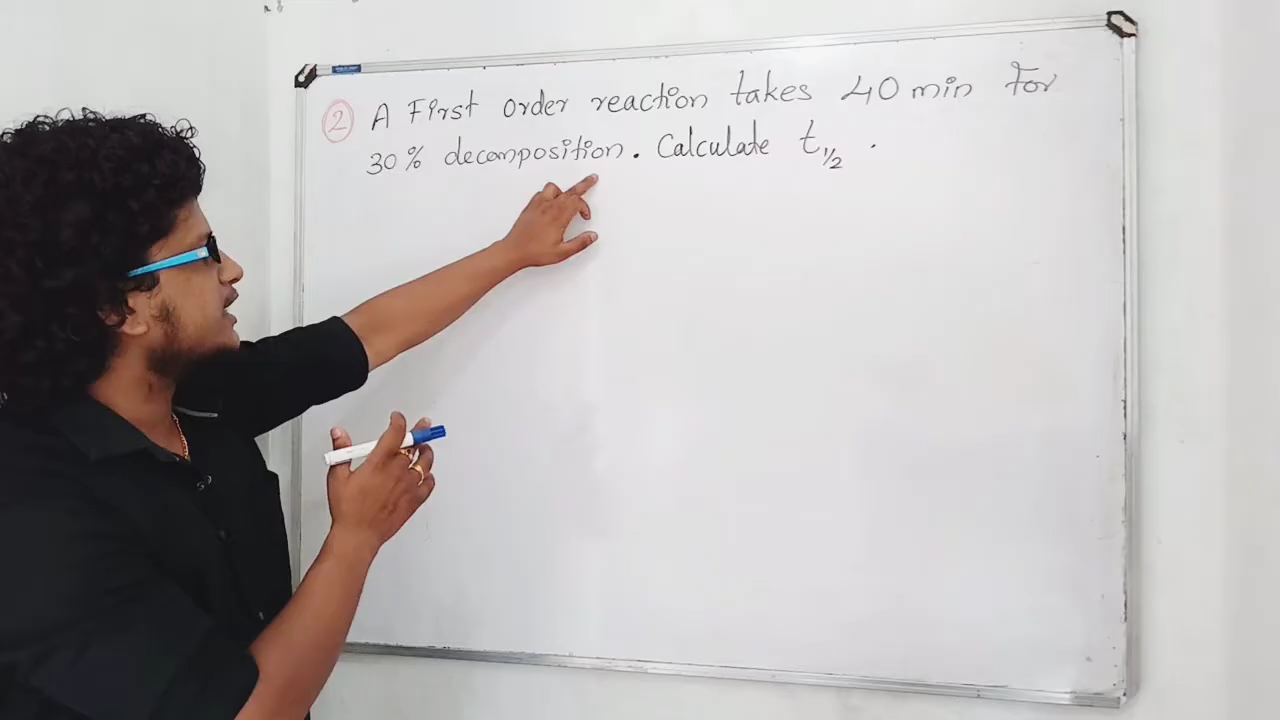 2 A First order reaction takes 40 min for
30% decomposition. Calculate t1/2.